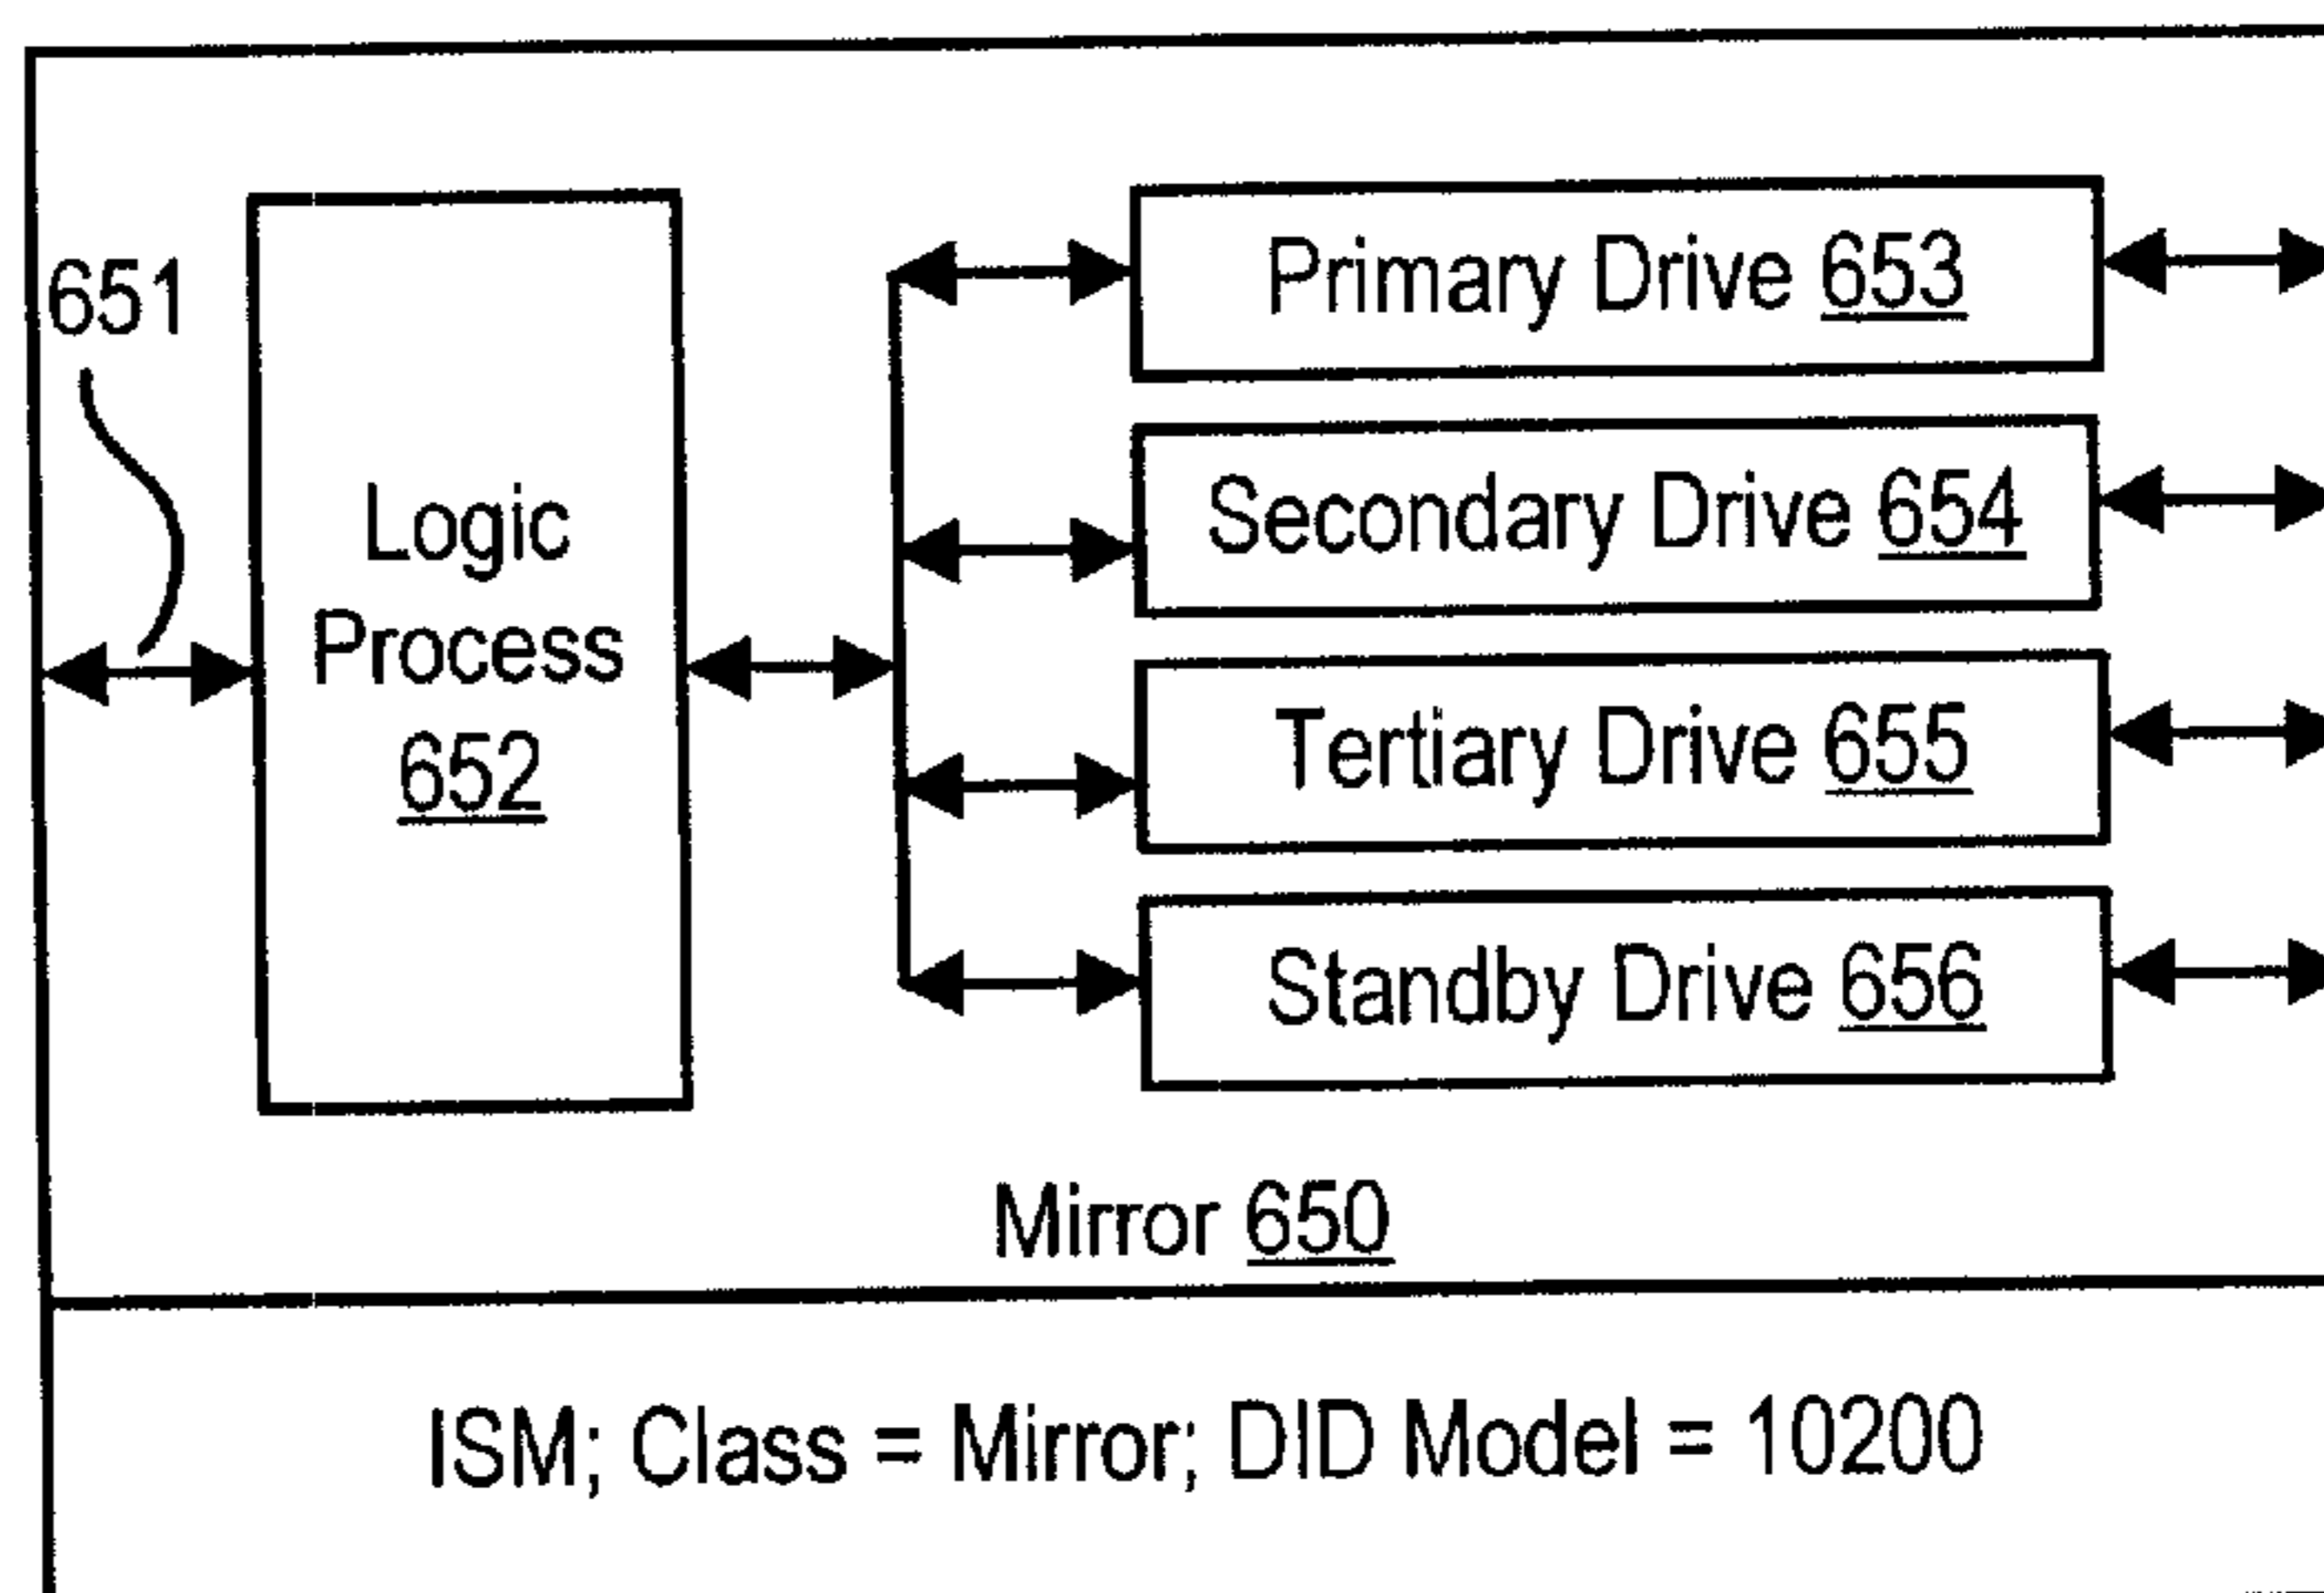 651
Logic
Process
652
Primary Drive 653
Secondary Drive 654
Tertiary Drive 655
Standby Drive 656
Mirror 650
ISM; Class = Mirror; DID Model = 10200